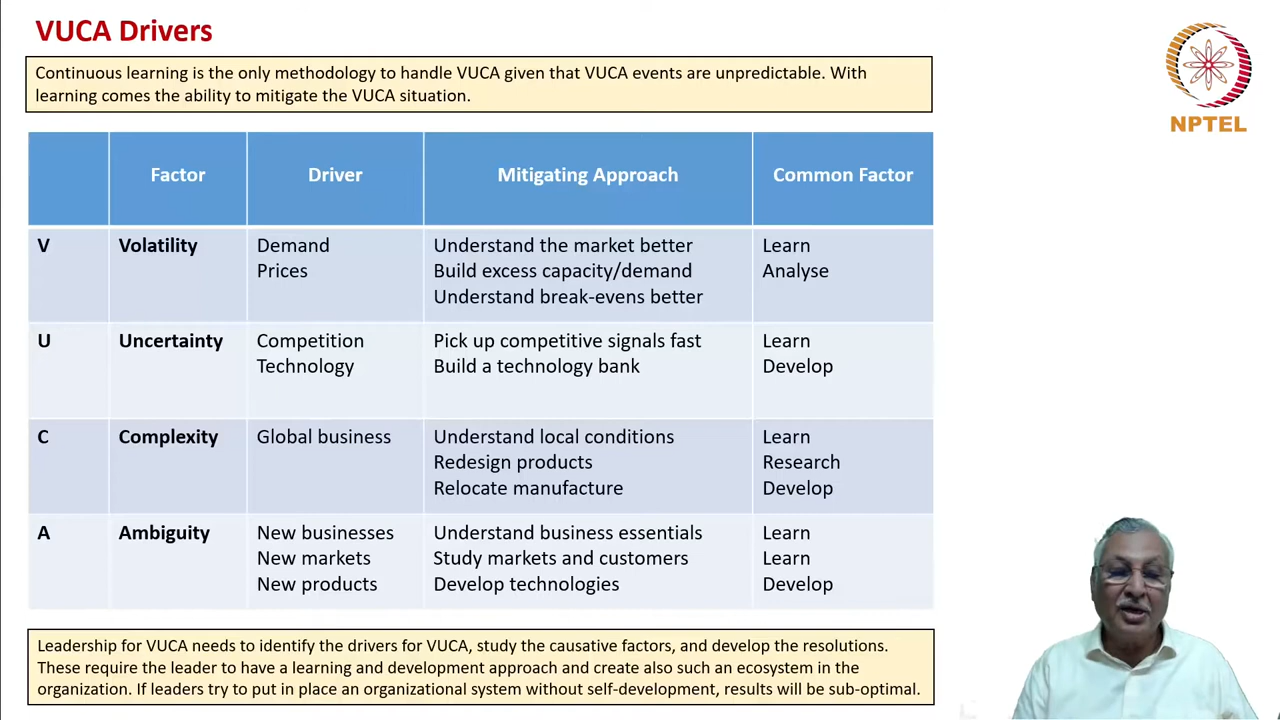 VUCA Drivers
Continuous learning is the only methodology to handle VUCA given that VUCA events are unpredictable. With
learning comes the ability to mitigate the VUCA situation.
NPTEL
Factor Driver Mitigating Approach Common Factor
V Volatility Demand Understand the market better Learn
Prices Build excess capacity/demand Analyse
Understand break-evens better
U Uncertainty Competition Pick up competitive signals fast Learn
Technology Build a technology bank Develop
C Complexity Global business Understand local conditions Learn
Redesign products Research
Relocate manufacture Develop
A Ambiguity New businesses Understand business essentials Learn
New markets Study markets and customers Learn
New products Develop technologies Develop
Leadership for VUCA needs to identify the drivers for VUCA, study the causative factors, and develop the resolutions.
These require the leader to have a learning and development approach and create also such an ecosystem in the
organization. If leaders try to put in place an organizational system without self-development, results will be sub-optimal.